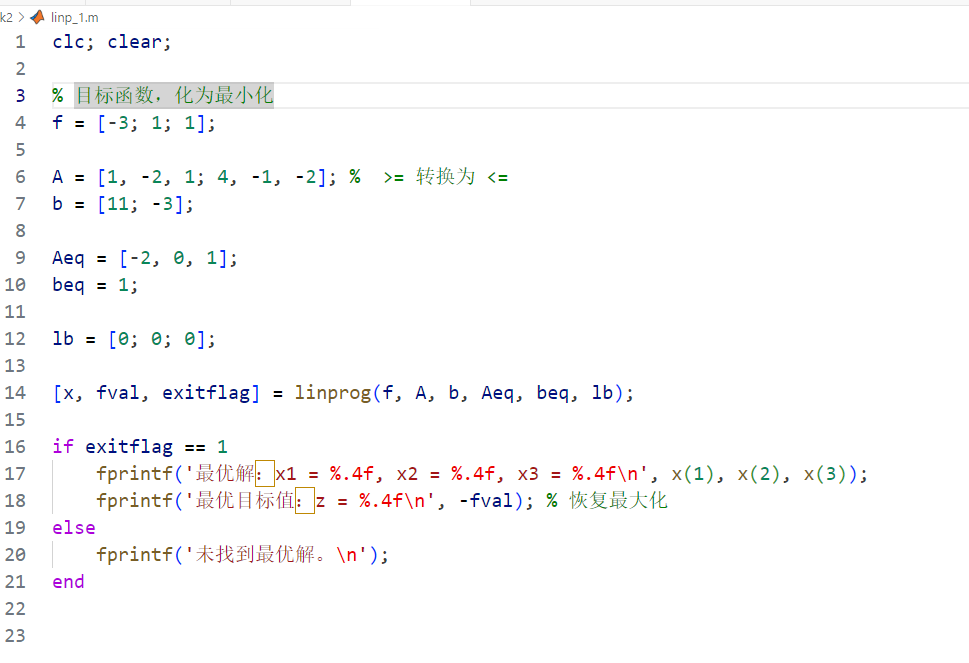 k2 > linp_1.m
1 clc; clear;
2
3 % 目标函数，化为最小化
4 f = [-3; 1; 1];
5
6 A = [1, -2, 1; 4, -1, -2]; %  >= 转换为 <=
7 b = [11; -3];
8
9 Aeq = [-2, 0, 1];
10 beq = 1;
11
12 lb = [0; 0; 0];
13
14 [x, fval, exitflag] = linprog(f, A, b, Aeq, beq, lb);
15
16 if exitflag == 1
17     fprintf('最优解：x1 = %.4f, x2 = %.4f, x3 = %.4f\n', x(1), x(2), x(3));
18     fprintf('最优目标值：z = %.4f\n', -fval); % 恢复最大化
19 else
20     fprintf('未找到最优解。\n');
21 end
22
23